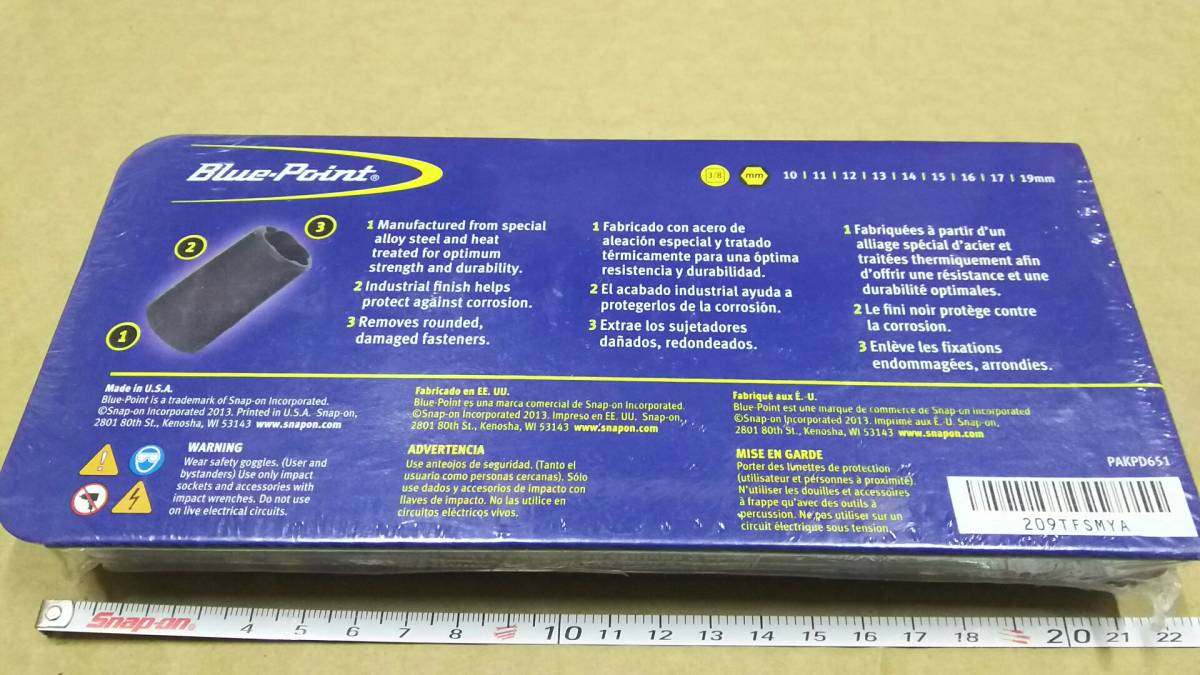 Blue-Point®
3/8 mm 10 | 11 | 12 | 13 | 14 | 15 | 16 | 17 | 19mm
3
2
1
1 Manufactured from special
alloy steel and heat
treated for optimum
strength and durability.
2 Industrial finish helps
protect against corrosion.
3 Removes rounded,
damaged fasteners.
1 Fabricado con acero de
aleación especial y tratado
térmicamente para una óptima
resistencia y durabilidad.
2 El acabado industrial ayuda a
protegerlos de la corrosión.
3 Extrae los sujetadores
dañados, redondeados.
1 Fabriquées à partir d'un
alliage spécial d'acier et
traitées thermiquement afin
d'offrir une résistance et une
durabilité optimales.
2 Le fini noir protège contre
la corrosion.
3 Enlève les fixations
endommagées, arrondies.
Made in U.S.A.
Blue-Point is a trademark of Snap-on Incorporated.
©Snap-on Incorporated 2013. Printed in U.S.A. Snap-on,
2801 80th St., Kenosha, WI 53143 www.snapon.com
Fabricado en EE. UU.
Blue-Point es una marca comercial de Snap-on Incorporated.
©Snap-on Incorporated 2013. Impreso en EE. UU. Snap-on,
2801 80th St., Kenosha, WI 53143 www.snapon.com
Fabriqué aux É.-U.
Blue-Point est une marque de commerce de Snap-on Incorporated
©Snap-on Incorporated 2013. Imprimé aux É.-U. Snap-on,
2801 80th St., Kenosha, WI 53143 www.snapon.com
WARNING
Wear safety goggles. (User and
bystanders) Use only impact
sockets and accessories with
impact wrenches. Do not use
on live electrical circuits.
ADVERTENCIA
Use anteojos de seguridad. (Tanto el
usuario como personas cercanas). Sólo
use dados y accesorios de impacto con
llaves de impacto. No las utilice en
circuitos eléctricos vivos.
MISE EN GARDE
Porter des lunettes de protection
(utilisateur et personnes à proximité).
N'utiliser les douilles et accessoires
à frappe qu'avec des outils à
percussion. Ne pas utiliser sur un
circuit électrique sous tension.
PAKPD651
209TFSMYA
Snap-on 4 5 6 7 8 10 11 12 13 14 15 16 17 18 20 21 22